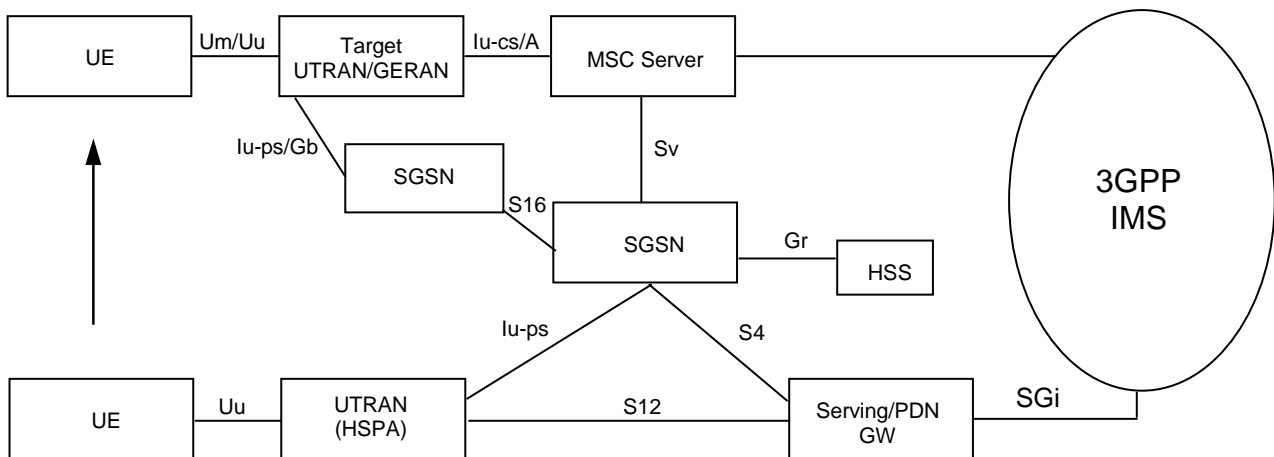 UE
Um/Uu
Target
UTRAN/GERAN
Iu-cs/A
MSC Server
Iu-ps/Gb
SGSN
S16
Sv
SGSN
Gr
HSS
3GPP
IMS
Iu-ps
S4
UE
Uu
UTRAN
(HSPA)
S12
Serving/PDN
GW
SGi